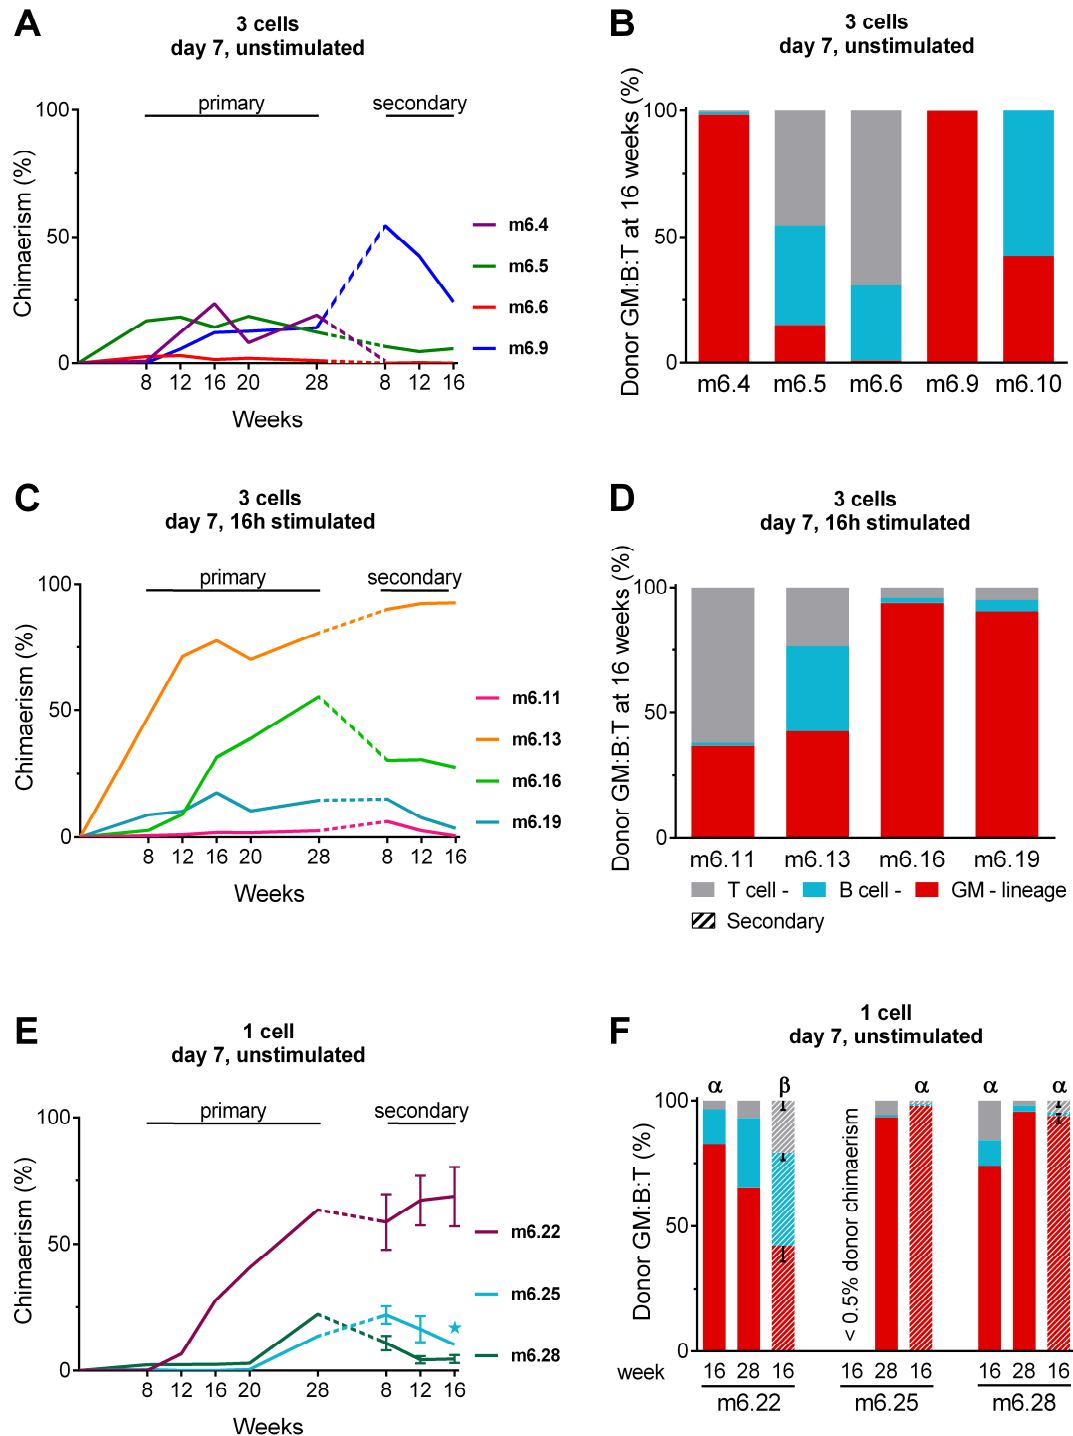 A
3 cells
day 7, unstimulated
primary
secondary
100
50
0
Chimaerism (%)
8 12 16 20 28 8 12 16
Weeks
m6.4
m6.5
m6.6
m6.9
B
3 cells
day 7, unstimulated
Donor GM:B:T at 16 weeks (%)
100
50
0
m6.4 m6.5 m6.6 m6.9 m6.10
C
3 cells
day 7, 16h stimulated
primary
secondary
100
50
0
Chimaerism (%)
8 12 16 20 28 8 12 16
Weeks
m6.11
m6.13
m6.16
m6.19
D
3 cells
day 7, 16h stimulated
Donor GM:B:T at 16 weeks (%)
100
50
0
m6.11 m6.13 m6.16 m6.19
T cell - B cell - GM - lineage
Secondary
E
1 cell
day 7, unstimulated
primary
secondary
100
50
0
Chimaerism (%)
8 12 16 20 28 8 12 16
Weeks
m6.22
m6.25
m6.28
F
1 cell
day 7, unstimulated
α β α α α
Donor GM:B:T (%)
100
50
0
< 0.5% donor chimaerism
week 16 28 16 16 28 16 16 28 16
m6.22 m6.25 m6.28